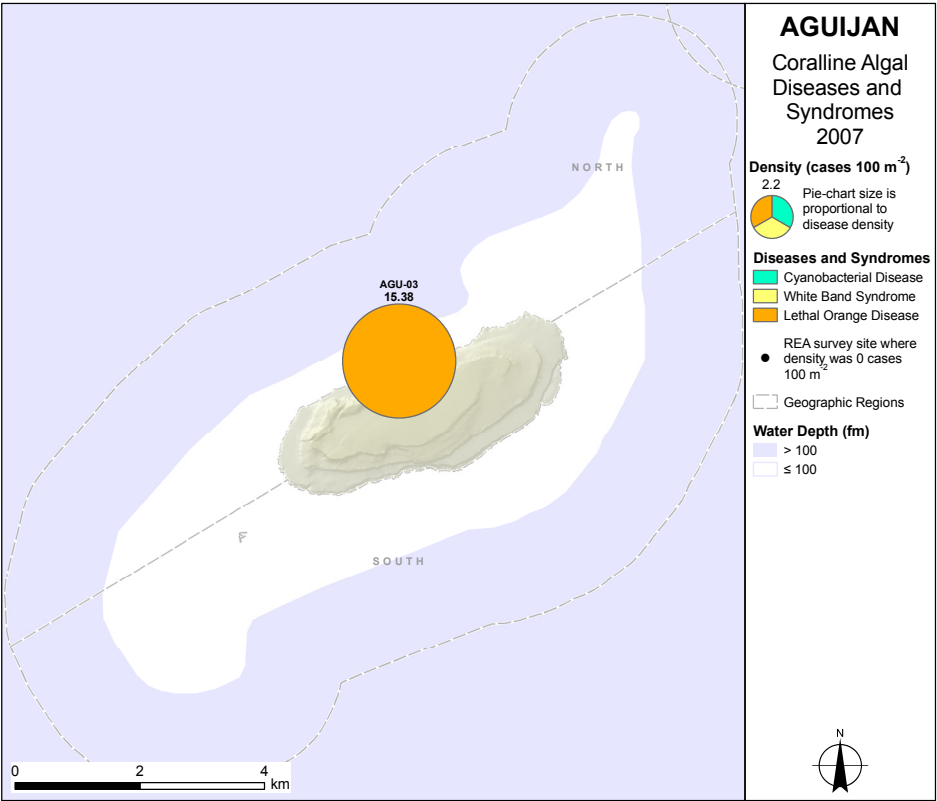 AGUIJAN
Coralline Algal
Diseases and
Syndromes
2007
Density (cases 100 m⁻²)
2.2
Pie-chart size is
proportional to
disease density
Diseases and Syndromes
Cyanobacterial Disease
White Band Syndrome
Lethal Orange Disease
REA survey site where
density was 0 cases
100 m⁻²
Geographic Regions
Water Depth (fm)
> 100
≤ 100
N
NORTH
AGU-03
15.38
SOUTH
0 2 4
km